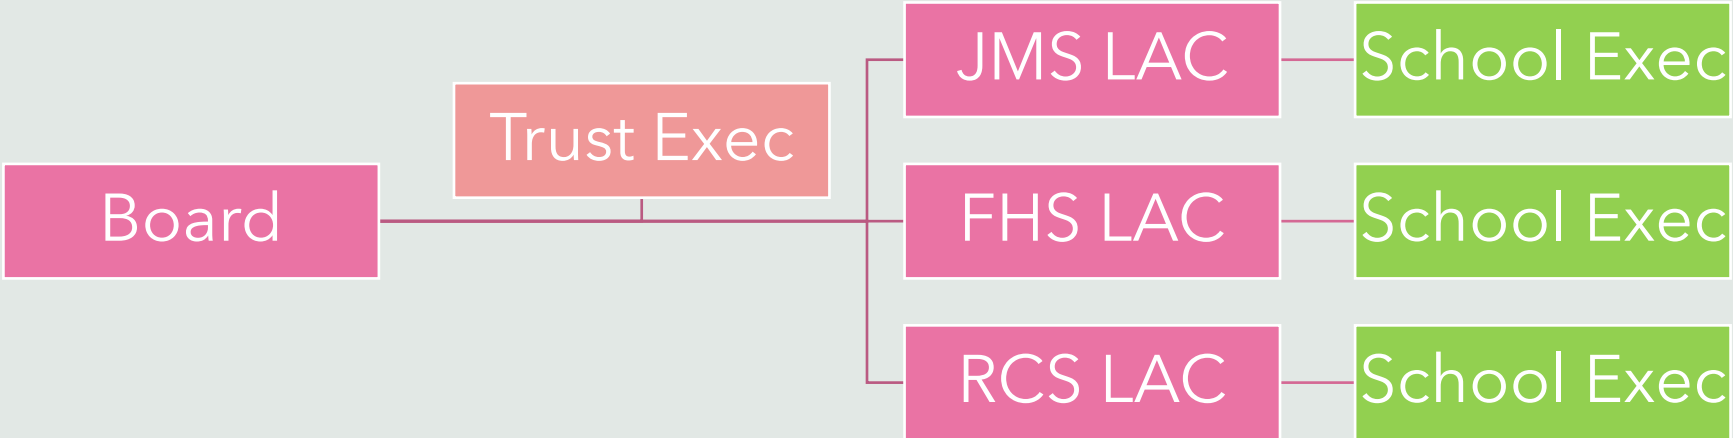 Board
Trust Exec
JMS LAC
School Exec
FHS LAC
School Exec
RCS LAC
School Exec